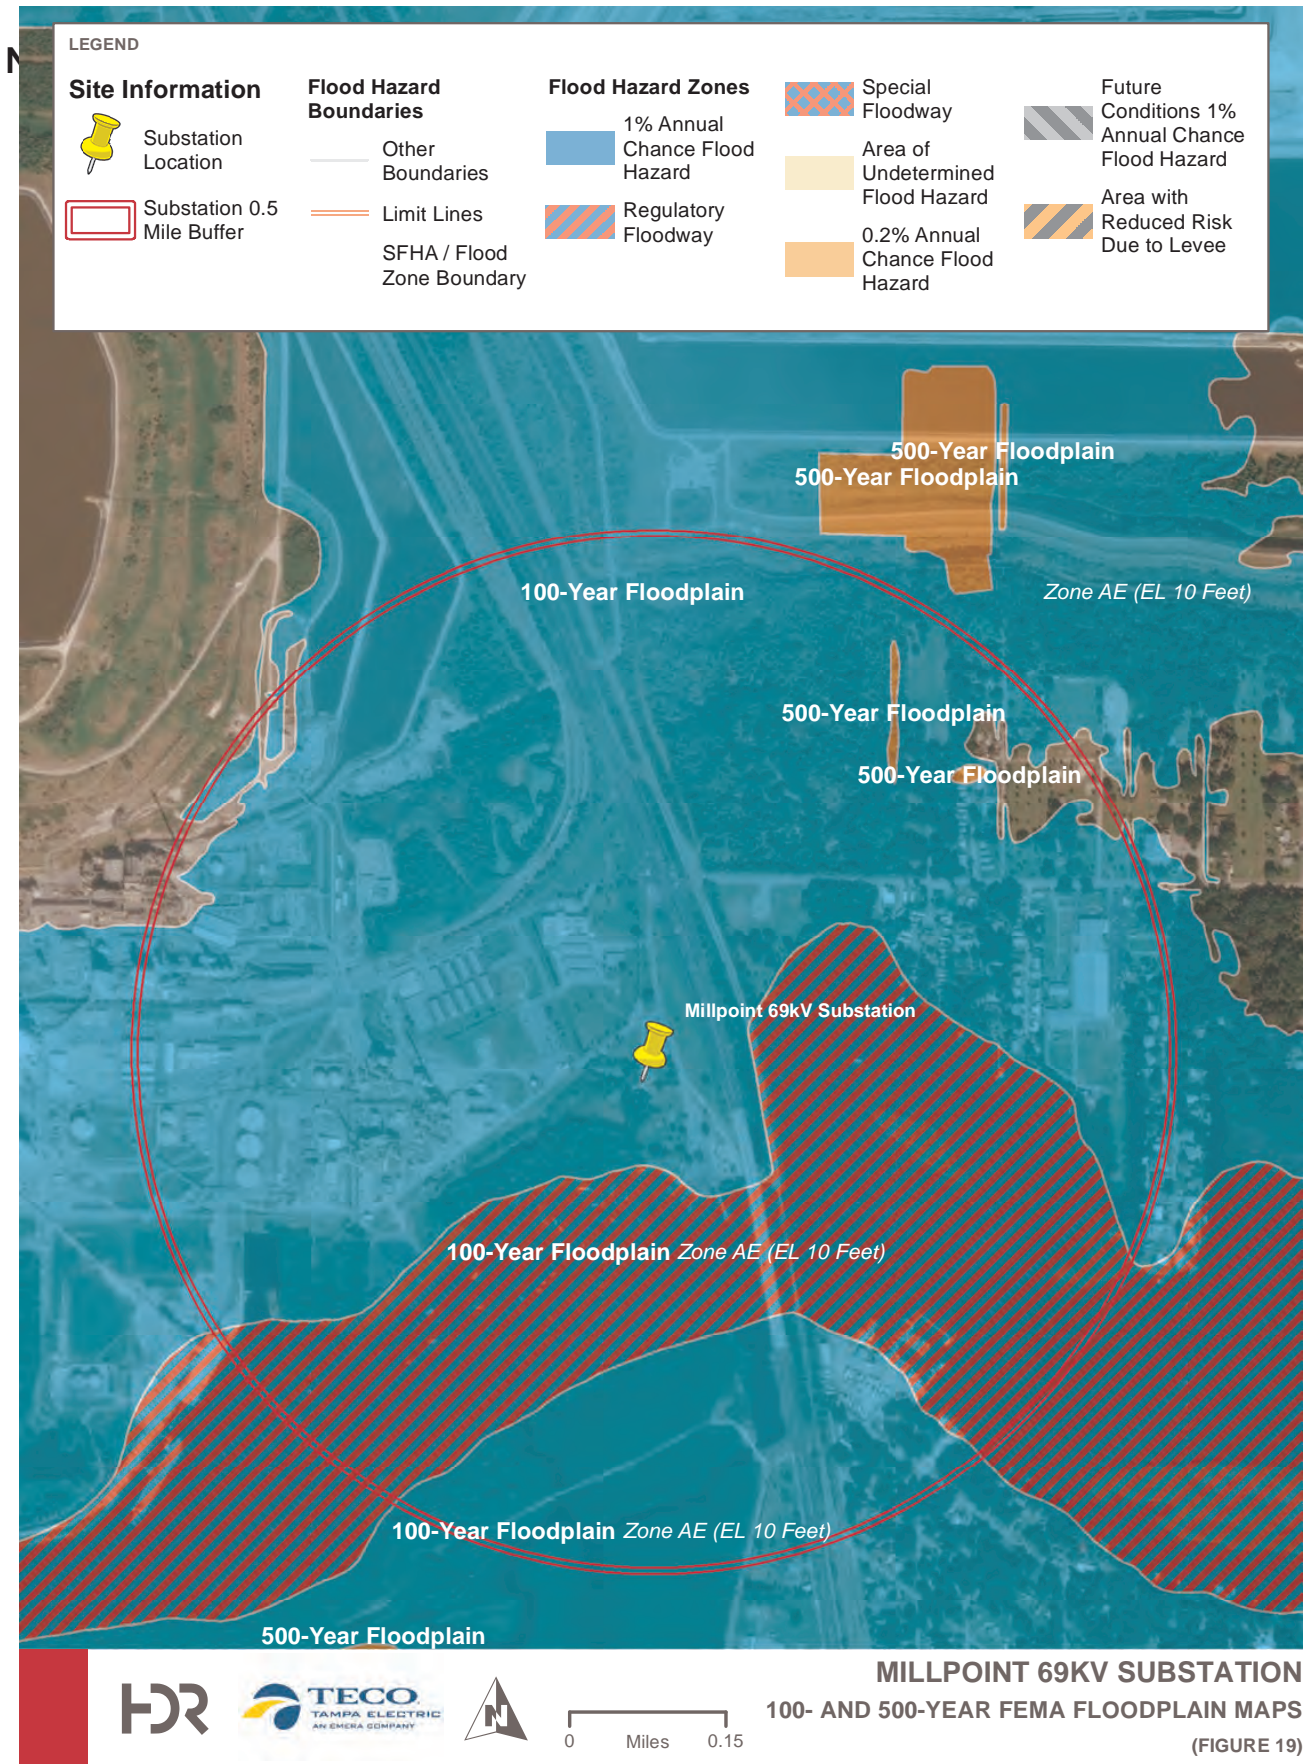 N
LEGEND
Site Information
Substation
Location
Substation 0.5
Mile Buffer
Flood Hazard
Boundaries
Other
Boundaries
Limit Lines
SFHA / Flood
Zone Boundary
Flood Hazard Zones
1% Annual
Chance Flood
Hazard
Regulatory
Floodway
Special
Floodway
Area of
Undetermined
Flood Hazard
0.2% Annual
Chance Flood
Hazard
Future
Conditions 1%
Annual Chance
Flood Hazard
Area with
Reduced Risk
Due to Levee
500-Year Floodplain
500-Year Floodplain
100-Year Floodplain
Zone AE (EL 10 Feet)
500-Year Floodplain
500-Year Floodplain
Millpoint 69kV Substation
100-Year Floodplain Zone AE (EL 10 Feet)
100-Year Floodplain Zone AE (EL 10 Feet)
500-Year Floodplain
HDR
TECO.
TAMPA ELECTRIC
AN EMERA COMPANY
N
0 Miles 0.15
MILLPOINT 69KV SUBSTATION
100- AND 500-YEAR FEMA FLOODPLAIN MAPS
(FIGURE 19)